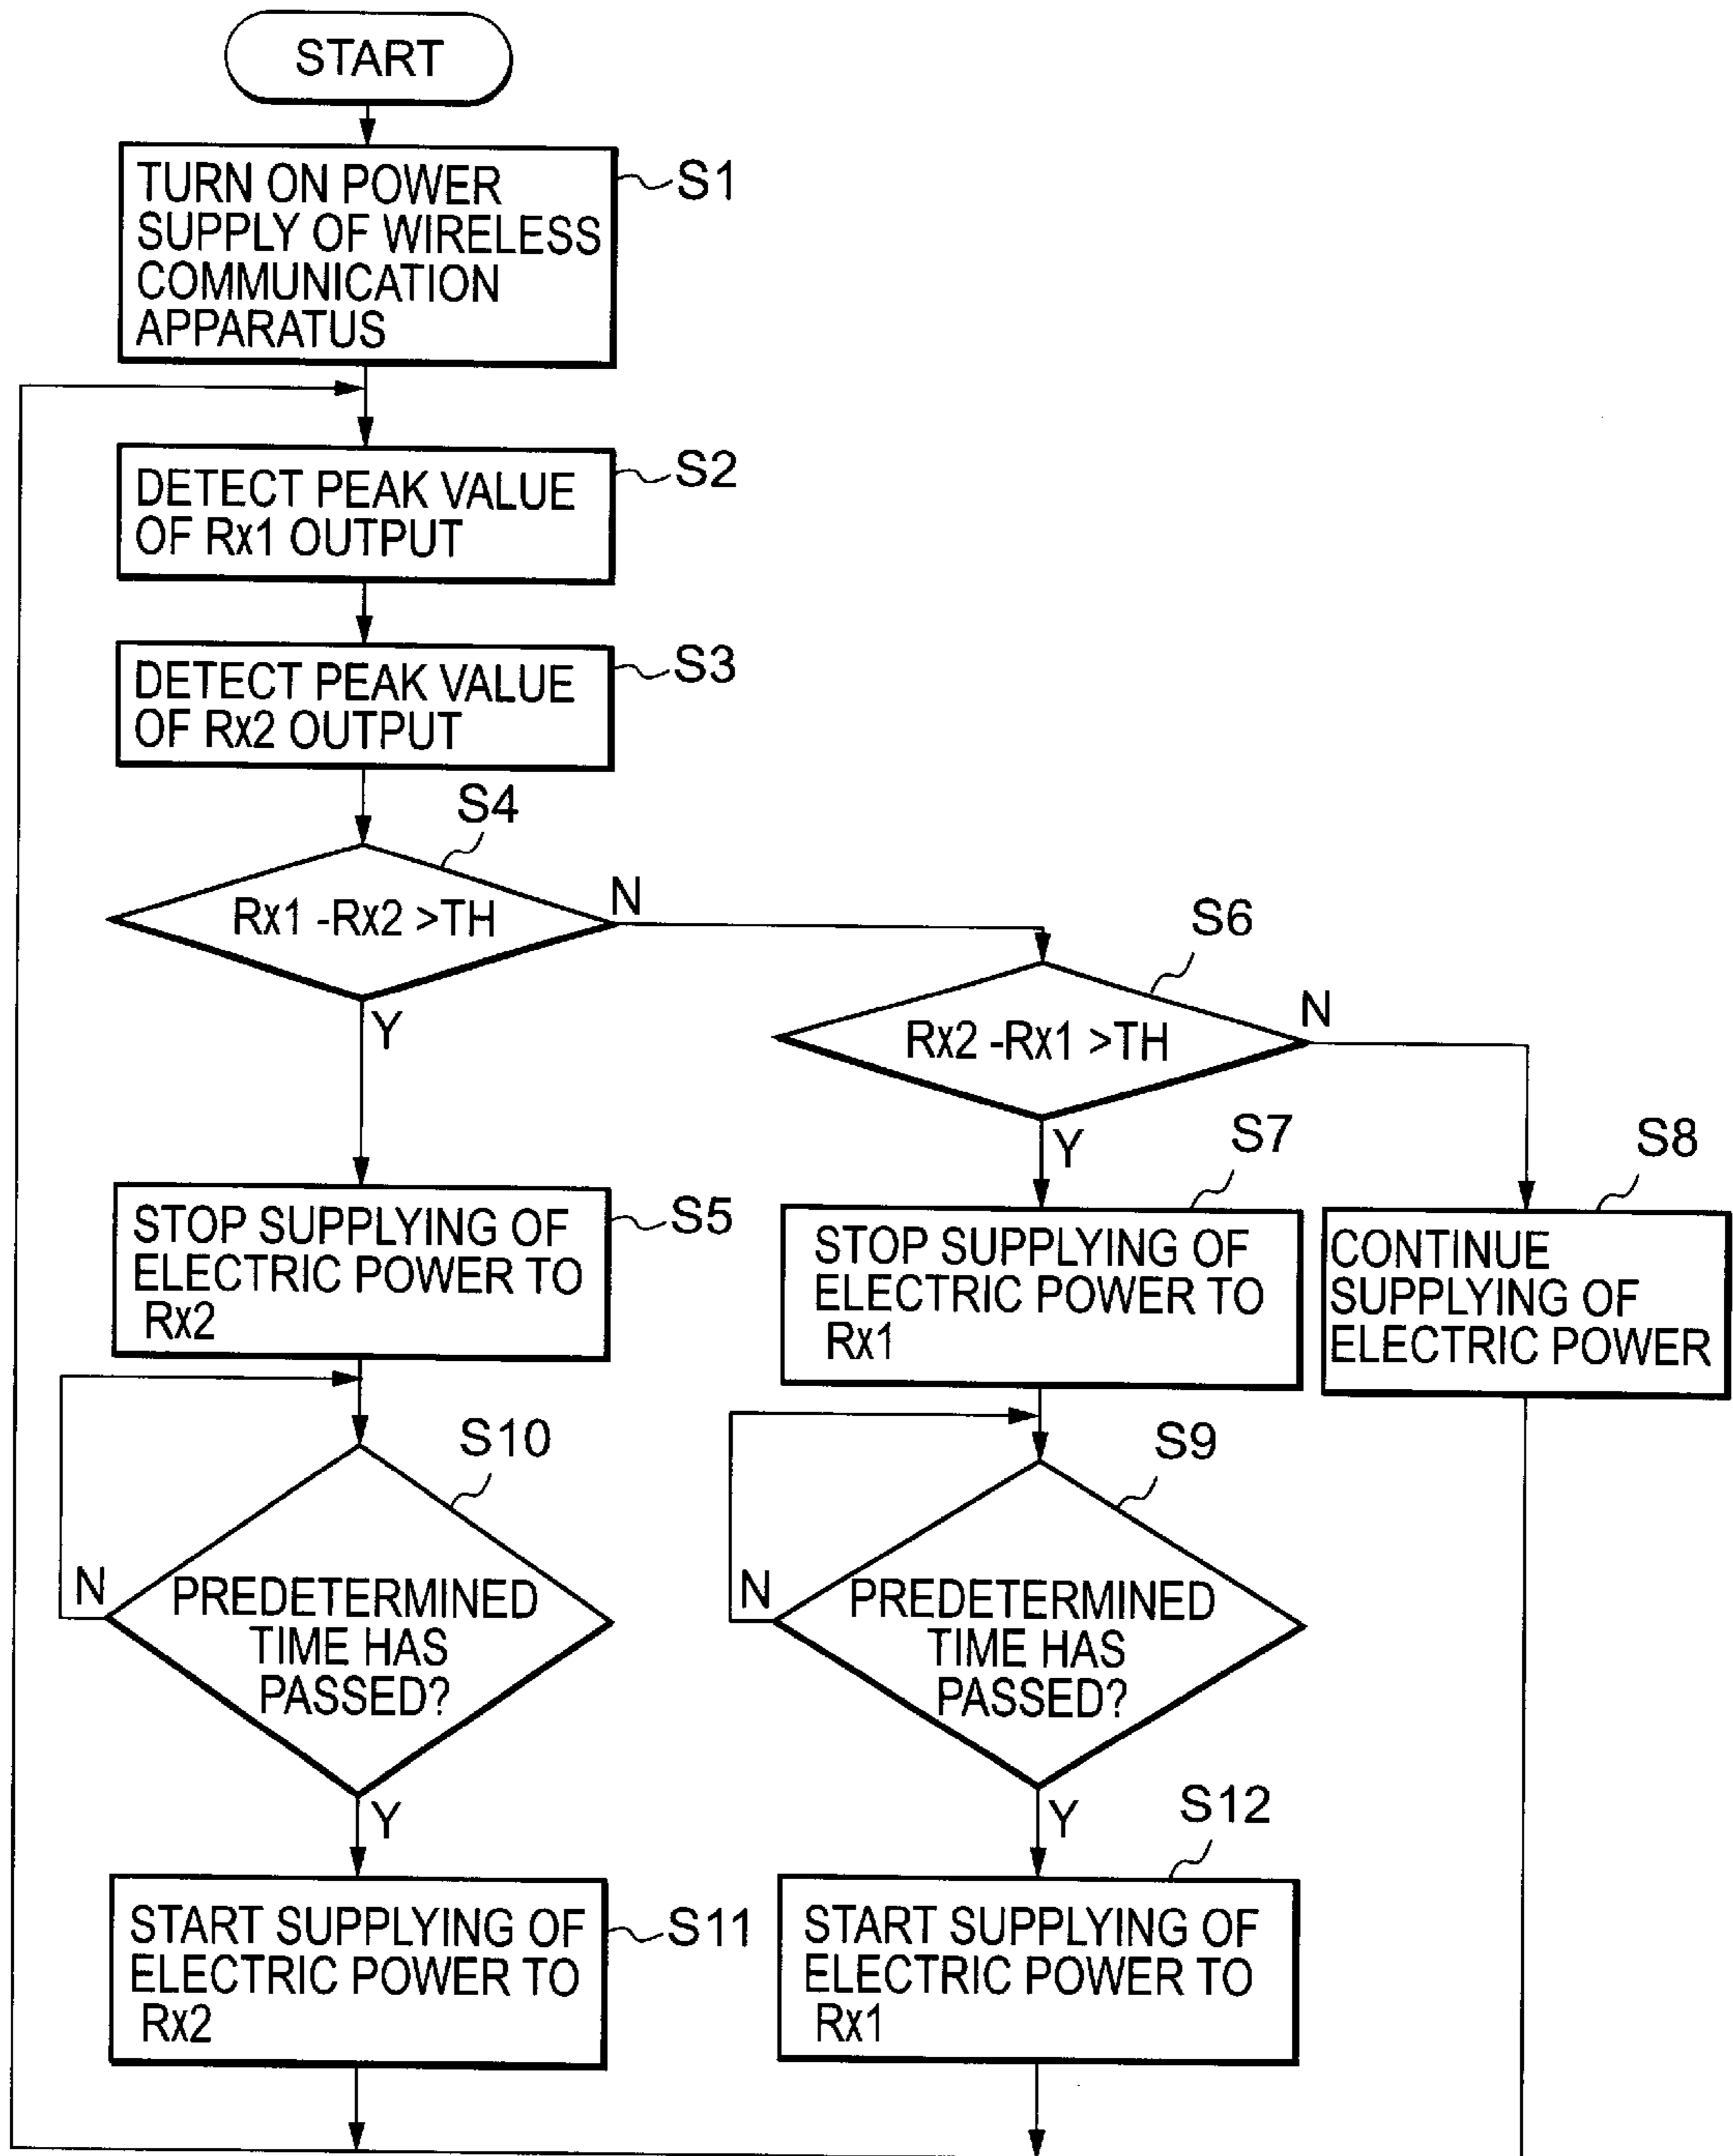 START
TURN ON POWER
SUPPLY OF WIRELESS
COMMUNICATION
APPARATUS
S1
DETECT PEAK VALUE
OF Rx1 OUTPUT
S2
DETECT PEAK VALUE
OF Rx2 OUTPUT
S3
S4
Rx1 -Rx2 >TH
N
Y
S6
Rx2 -Rx1 >TH
N
Y
STOP SUPPLYING OF
ELECTRIC POWER TO
Rx2
S5
S7
STOP SUPPLYING OF
ELECTRIC POWER TO
Rx1
S8
CONTINUE
SUPPLYING OF
ELECTRIC POWER
S10
N
PREDETERMINED
TIME HAS
PASSED?
Y
S9
N
PREDETERMINED
TIME HAS
PASSED?
Y
START SUPPLYING OF
ELECTRIC POWER TO
Rx2
S11
S12
START SUPPLYING OF
ELECTRIC POWER TO
Rx1